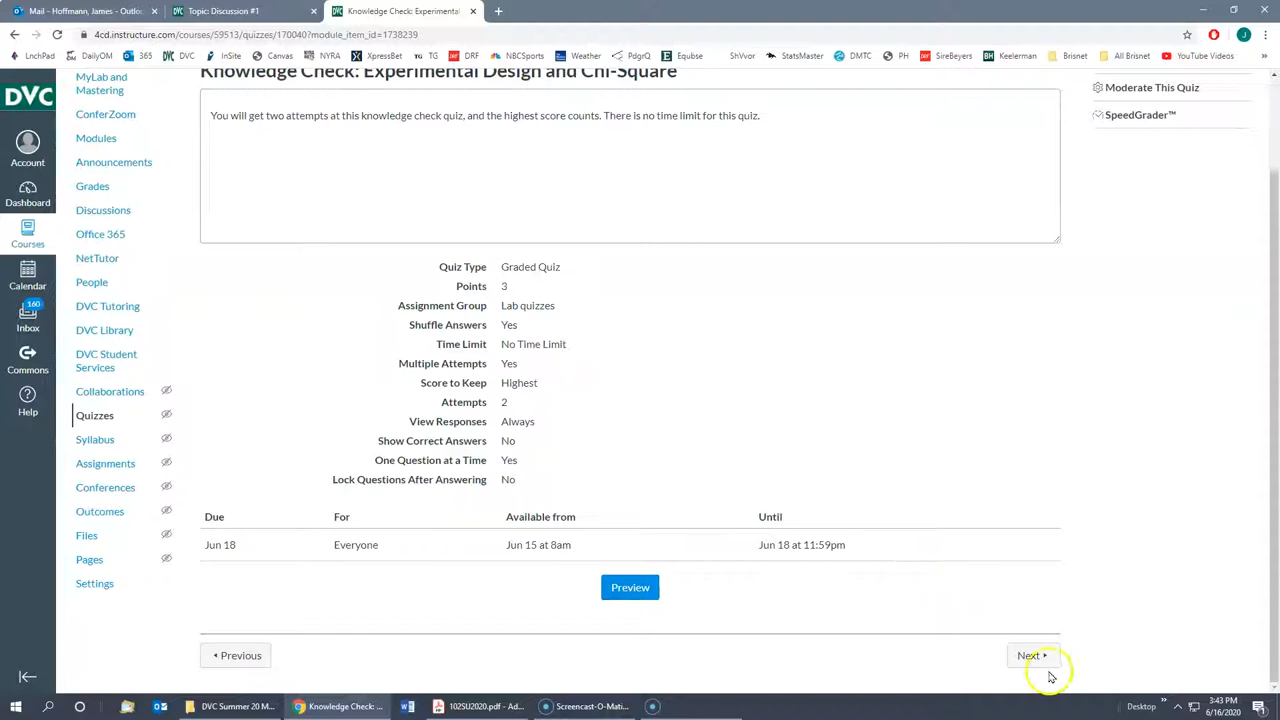 Mail – Hoffmann, James - Outloo
Topic: Discussion #1
Knowledge Check: Experimental
4cd.instructure.com/courses/59513/quizzes/170040?module_item_id=1738239
LnchPad
DailyOM
365
DVC
InSite
Canvas
NYRA
XpressBet
TG
DRF
NBCSports
Weather
PdgrQ
Equbse
ShVvor
StatsMaster
DMTC
PH
SireBeyers
Keelerman
Brisnet
All Brisnet
YouTube Videos
DVC
Account
Dashboard
Courses
Calendar
160
Inbox
Commons
Help
MyLab and
Mastering
ConferZoom
Modules
Announcements
Grades
Discussions
Office 365
NetTutor
People
DVC Tutoring
DVC Library
DVC Student
Services
Collaborations
Quizzes
Syllabus
Assignments
Conferences
Outcomes
Files
Pages
Settings
Knowledge Check: Experimental Design and Chi-Square
You will get two attempts at this knowledge check quiz, and the highest score counts. There is no time limit for this quiz.
Quiz Type Graded Quiz
Points 3
Assignment Group Lab quizzes
Shuffle Answers Yes
Time Limit No Time Limit
Multiple Attempts Yes
Score to Keep Highest
Attempts 2
View Responses Always
Show Correct Answers No
One Question at a Time Yes
Lock Questions After Answering No
Due For Available from Until
Jun 18 Everyone Jun 15 at 8am Jun 18 at 11:59pm
Preview
Previous
Next
Moderate This Quiz
SpeedGrader™
DVC Summer 20 M...
Knowledge Check: ...
102SU2020.pdf - Ad...
Screencast-O-Mati...
Desktop
3:43 PM
6/16/2020
1